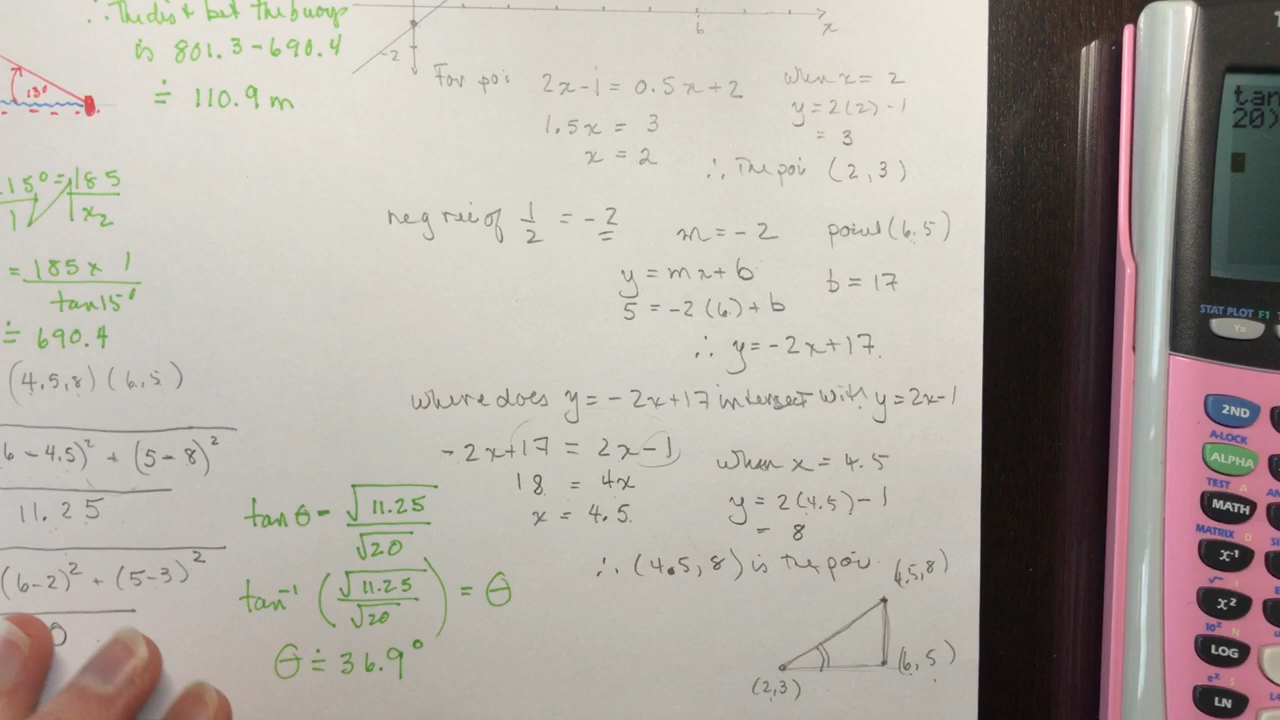 ∴ The dist bet the buoys
is 801.3 - 690.4
≐ 110.9 m
13°
-2
6
x
For poi 2x-1 = 0.5x+2
1.5x = 3
x = 2
when x = 2
y = 2(2)-1
= 3
∴ The poi (2,3)
15° = 185
1 x₂
= 185 x 1
tan 15°
≐ 690.4
neg rec of 1/2 = -2
m = -2 point (6,5)
y = mx+b b = 17
5 = -2(6)+b
∴ y = -2x+17.
where does y = -2x+17 intersect with y = 2x-1
-2x+17 = 2x-1
18 = 4x
x = 4.5.
when x = 4.5
y = 2(4.5)-1
= 8
∴ (4.5,8) is the poi.
(4.5,8) (6,5)
6-4.5)² + (5-8)²
11.25
(6-2)² + (5-3)²
0
tan θ = √11.25
√20
tan⁻¹ (√11.25 / √20) = θ
θ ≐ 36.9°
4.5,8)
(6,5)
(2,3)
tan
20)
STAT PLOT F1
Y=
2ND
A-LOCK
ALPHA
TEST A
MATH
MATRIX D
x⁻¹
√
x²
10ˣ N
LOG
eˣ S
LN